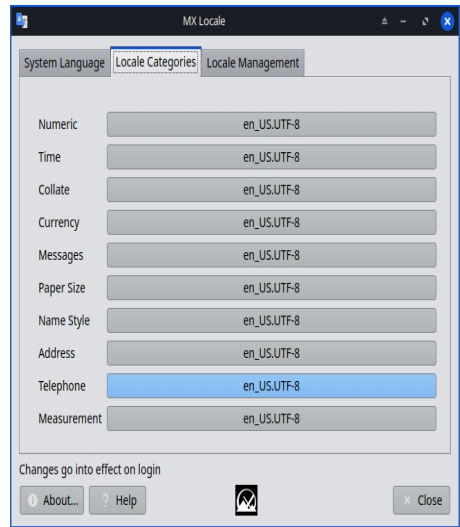 MX Locale
System Language Locale Categories Locale Management
Numeric en_US.UTF-8
Time en_US.UTF-8
Collate en_US.UTF-8
Currency en_US.UTF-8
Messages en_US.UTF-8
Paper Size en_US.UTF-8
Name Style en_US.UTF-8
Address en_US.UTF-8
Telephone en_US.UTF-8
Measurement en_US.UTF-8
Changes go into effect on login
About... ? Help Close